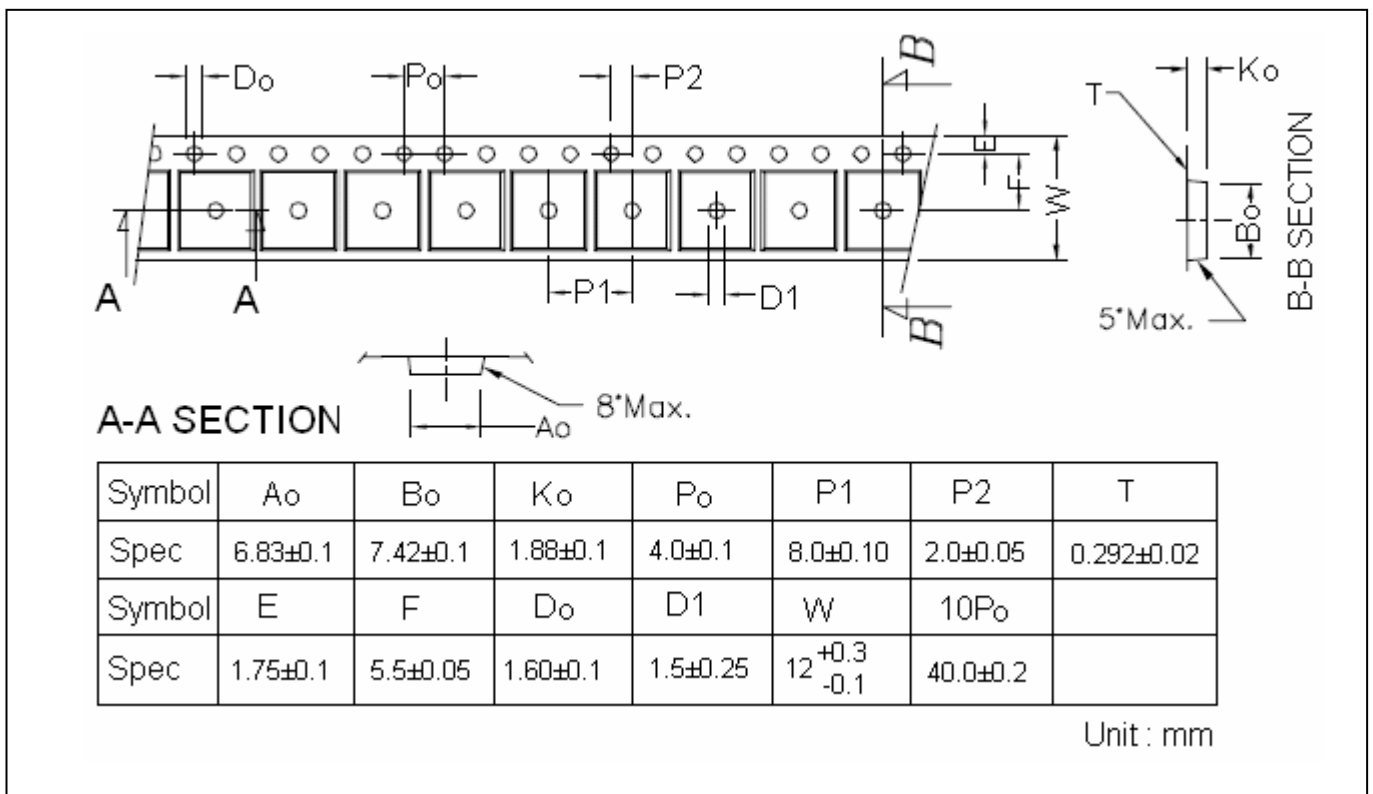 Do
Po
P2
B
T
Ko
E
F
W
Bo
B-B SECTION
A
A
P1
D1
B
5°Max.
8°Max.
A-A SECTION
Ao
Symbol Ao Bo Ko Po P1 P2 T
Spec 6.83±0.1 7.42±0.1 1.88±0.1 4.0±0.1 8.0±0.10 2.0±0.05 0.292±0.02
Symbol E F Do D1 W 10Po
Spec 1.75±0.1 5.5±0.05 1.60±0.1 1.5±0.25 12 +0.3 -0.1 40.0±0.2
Unit : mm